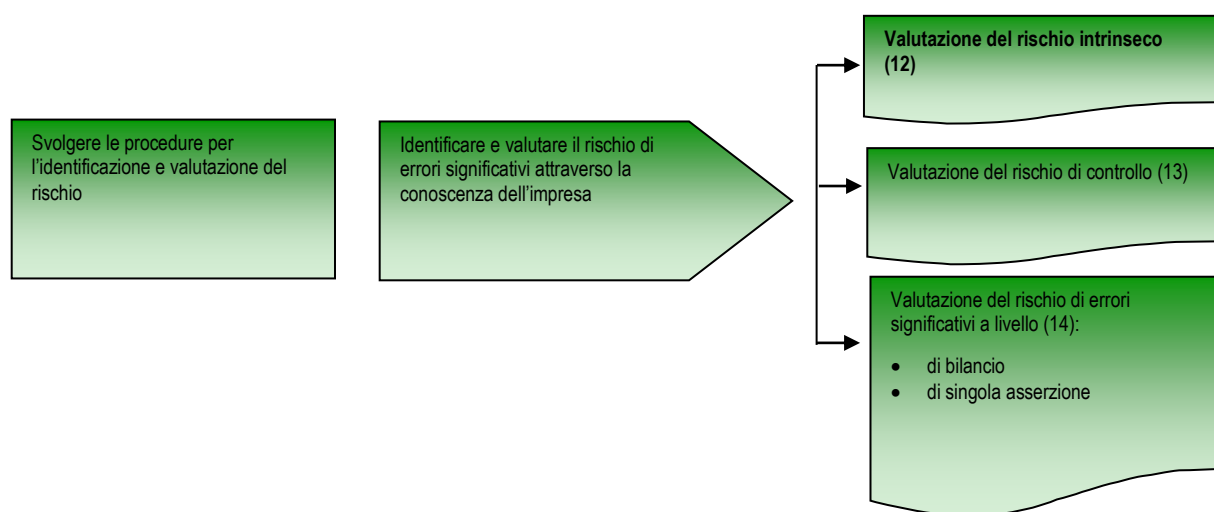 Svolgere le procedure per
l'identificazione e valutazione del
rischio
Identificare e valutare il rischio di
errori significativi attraverso la
conoscenza dell'impresa
Valutazione del rischio intrinseco
(12)
Valutazione del rischio di controllo (13)
Valutazione del rischio di errori
significativi a livello (14):
• di bilancio
• di singola asserzione